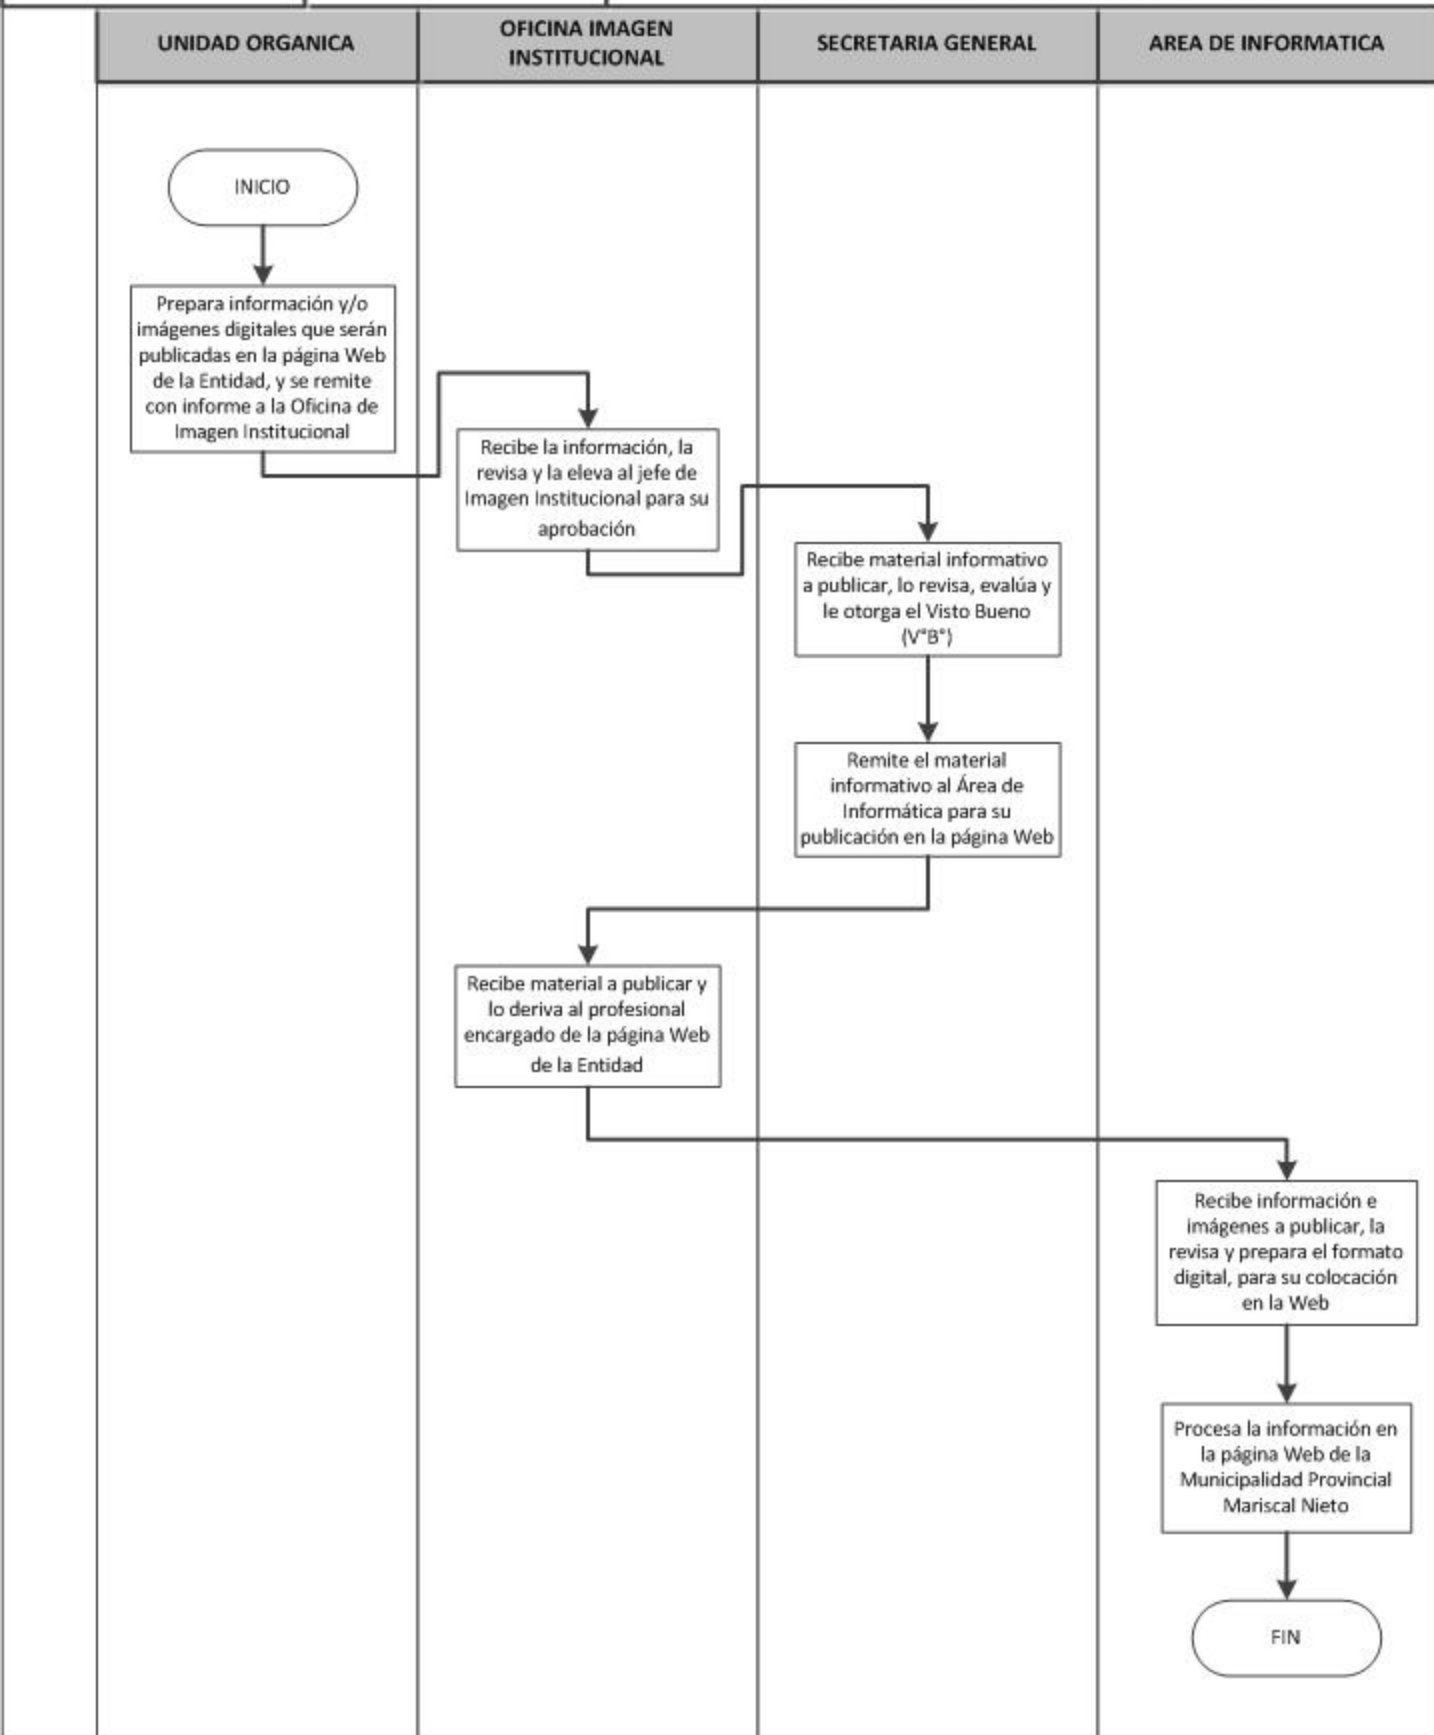 UNIDAD ORGANICA
OFICINA IMAGEN
INSTITUCIONAL
SECRETARIA GENERAL
AREA DE INFORMATICA
INICIO
Prepara información y/o
imágenes digitales que serán
publicadas en la página Web
de la Entidad, y se remite
con informe a la Oficina de
Imagen Institucional
Recibe la información, la
revisa y la eleva al jefe de
Imagen Institucional para su
aprobación
Recibe material informativo
a publicar, lo revisa, evalúa y
le otorga el Visto Bueno
(V°B°)
Remite el material
informativo al Área de
Informática para su
publicación en la página Web
Recibe material a publicar y
lo deriva al profesional
encargado de la página Web
de la Entidad
Recibe información e
imágenes a publicar, la
revisa y prepara el formato
digital, para su colocación
en la Web
Procesa la información en
la página Web de la
Municipalidad Provincial
Mariscal Nieto
FIN